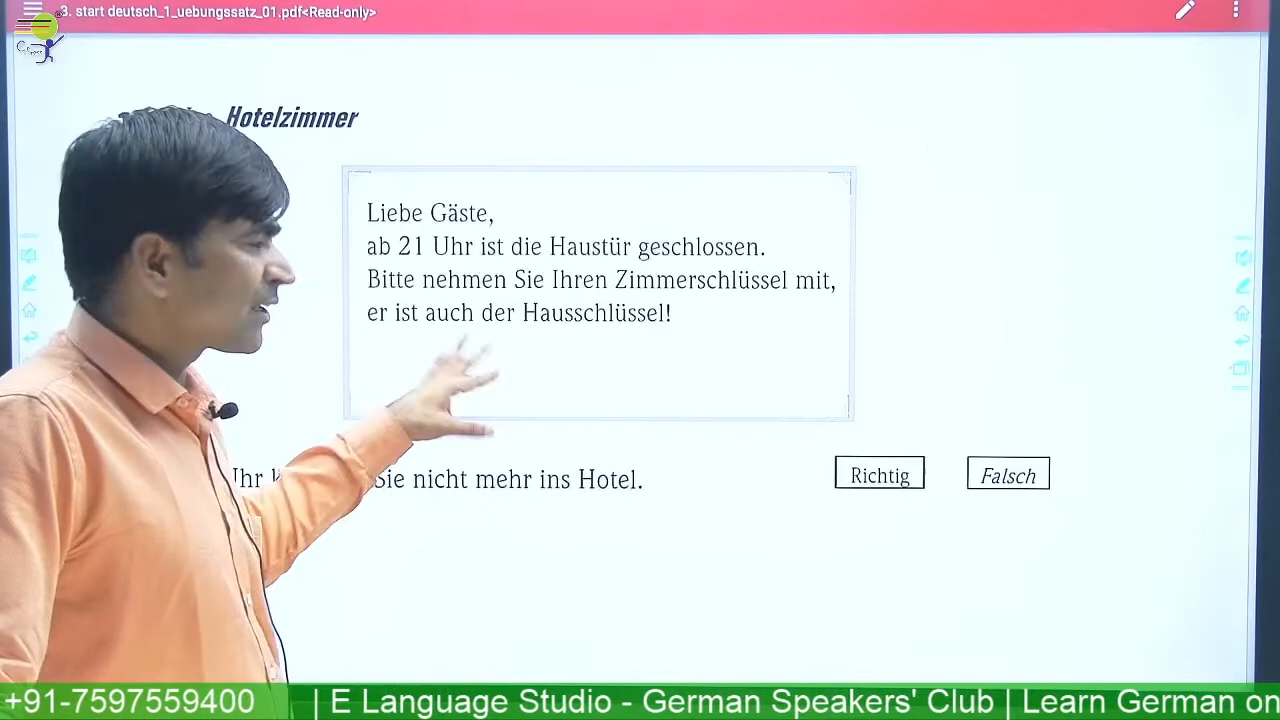 3. start deutsch_1_uebungssatz_01.pdf<Read-only>
Hotelzimmer
Liebe Gäste,
ab 21 Uhr ist die Haustür geschlossen.
Bitte nehmen Sie Ihren Zimmerschlüssel mit,
er ist auch der Hausschlüssel!
Sie nicht mehr ins Hotel.
Richtig
Falsch
+91-7597559400 | E Language Studio - German Speakers' Club | Learn German on